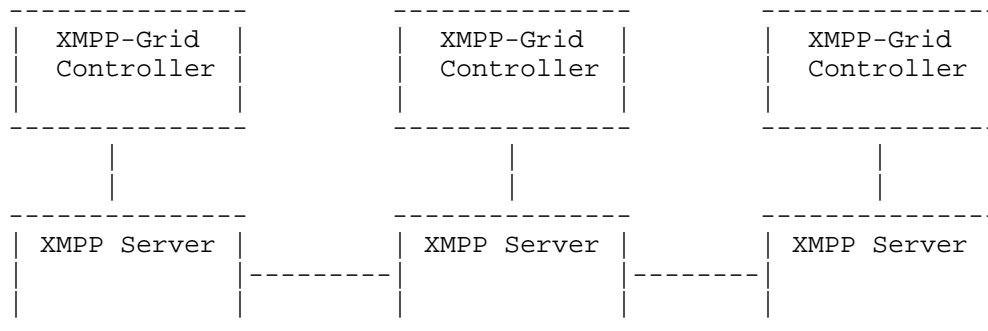 XMPP-Grid XMPP-Grid XMPP-Grid
Controller Controller Controller
XMPP Server XMPP Server XMPP Server